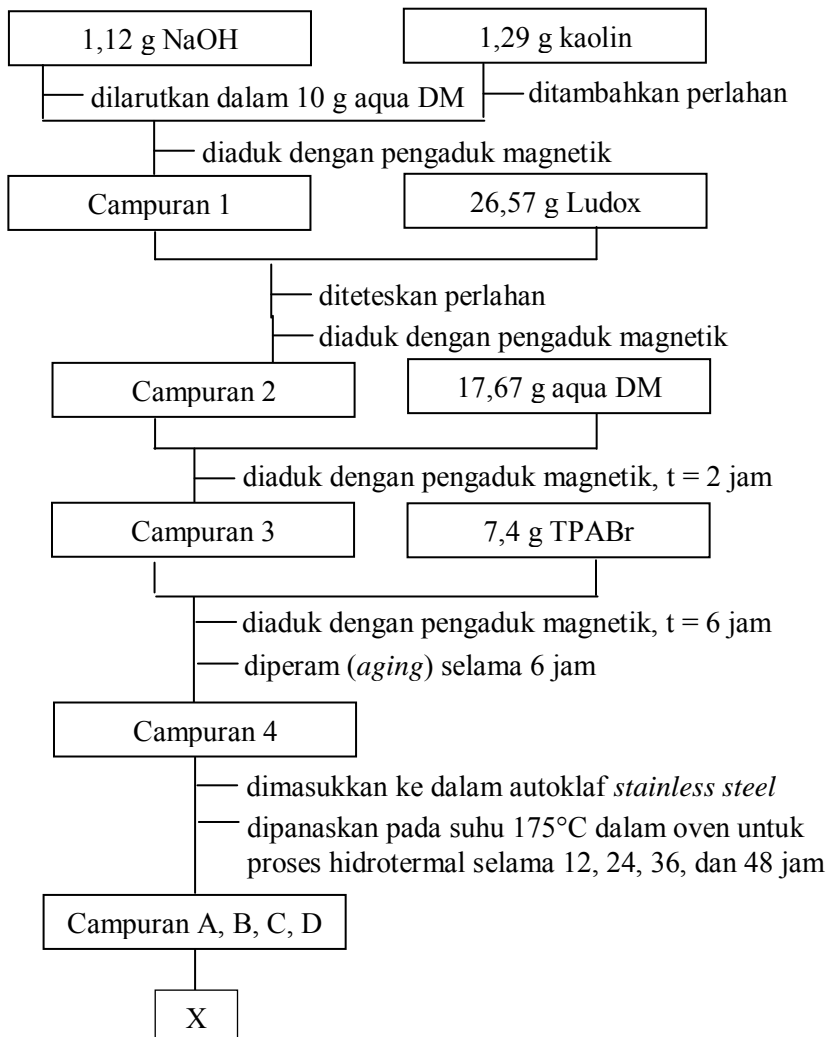 1,12 g NaOH
1,29 g kaolin
dilarutkan dalam 10 g aqua DM
ditambahkan perlahan
diaduk dengan pengaduk magnetik
Campuran 1
26,57 g Ludox
diteteskan perlahan
diaduk dengan pengaduk magnetik
Campuran 2
17,67 g aqua DM
diaduk dengan pengaduk magnetik, t = 2 jam
Campuran 3
7,4 g TPABr
diaduk dengan pengaduk magnetik, t = 6 jam
diperam (aging) selama 6 jam
Campuran 4
dimasukkan ke dalam autoklaf stainless steel
dipanaskan pada suhu 175°C dalam oven untuk
proses hidrotermal selama 12, 24, 36, dan 48 jam
Campuran A, B, C, D
X